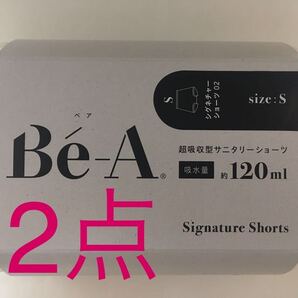 S
シグネチャー
ショーツ 02
size : S
ベア
Bé-A®
超吸収型サニタリーショーツ
吸水量 約120ml
2点
Signature Shorts